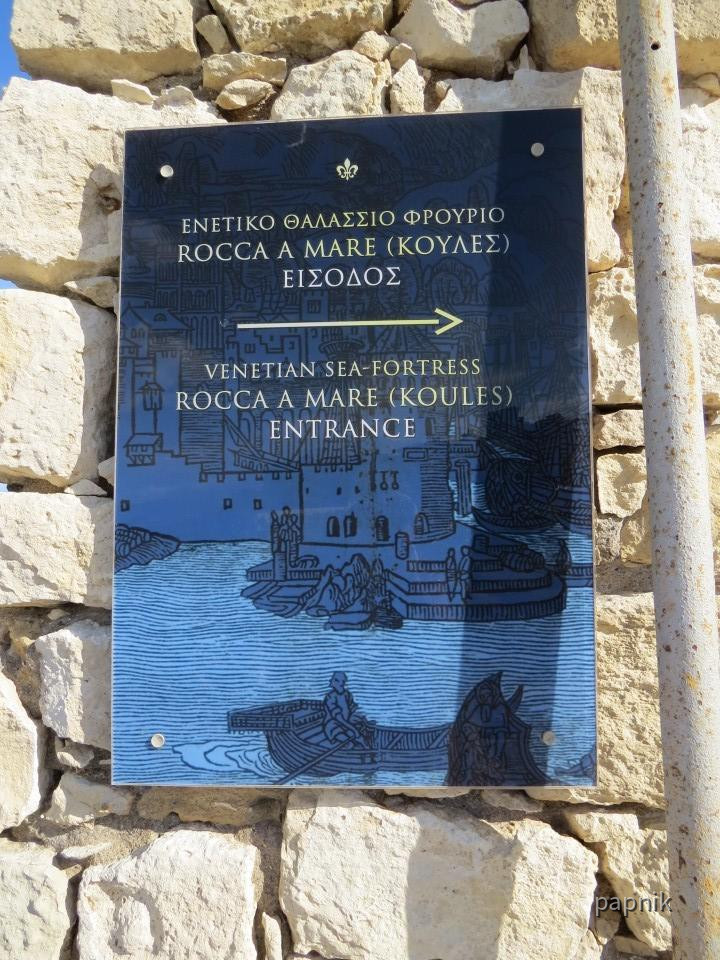 ΕΝΕΤΙΚΟ ΘΑΛΑΣΣΙΟ ΦΡΟΥΡΙΟ
ROCCA A MARE (ΚΟΥΛΕΣ)
ΕΙΣΟΔΟΣ
VENETIAN SEA-FORTRESS
ROCCA A MARE (KOULES)
ENTRANCE
papnik